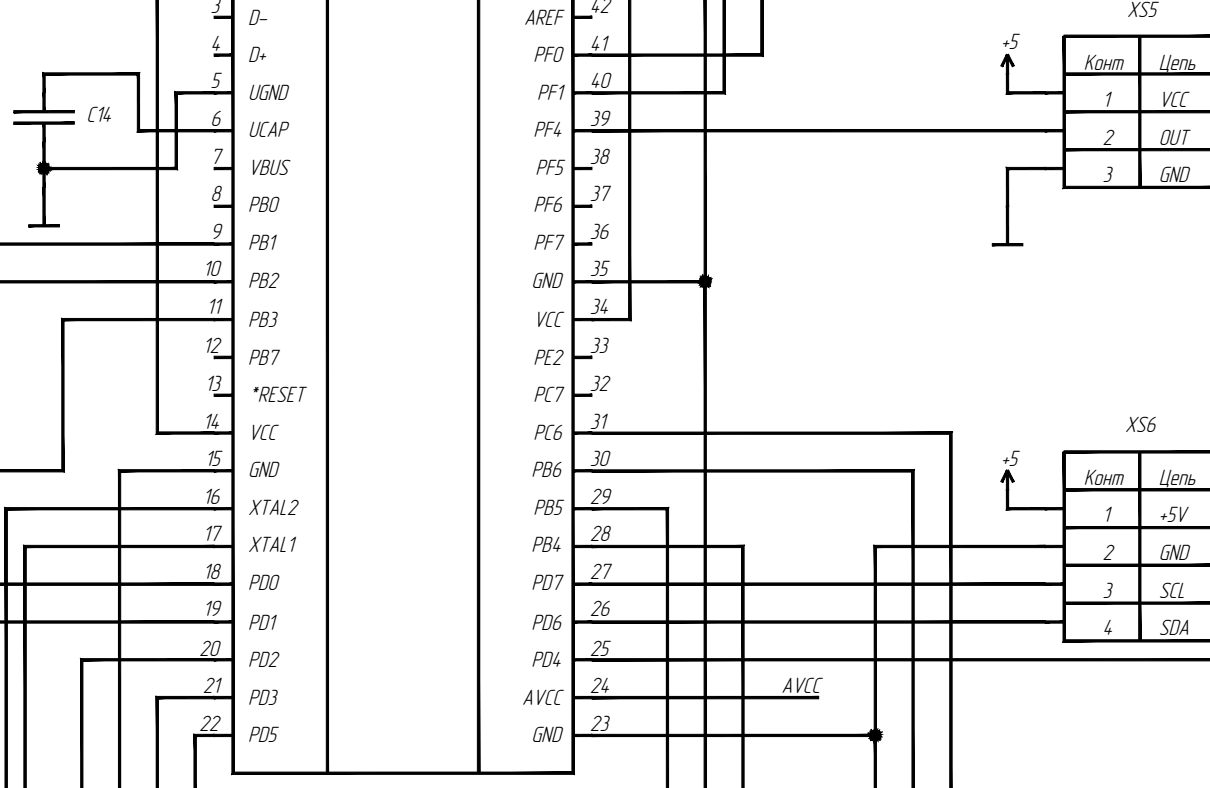 3 D- AREF 42 XS5
4 D+ PF0 41 +5 Конт Цепь
5 UGND PF1 40 1 VCC
С14 6 UCAP PF4 39 2 OUT
7 VBUS PF5 38 3 GND
8 PB0 PF6 37
9 PB1 PF7 36
10 PB2 GND 35
11 PB3 VCC 34
12 PB7 PE2 33
13 *RESET PC7 32
14 VCC PC6 31 XS6
15 GND PB6 30 +5 Конт Цепь
16 XTAL2 PB5 29 1 +5V
17 XTAL1 PB4 28 2 GND
18 PD0 PD7 27 3 SCL
19 PD1 PD6 26 4 SDA
20 PD2 PD4 25
21 PD3 AVCC 24 AVCC
22 PD5 GND 23